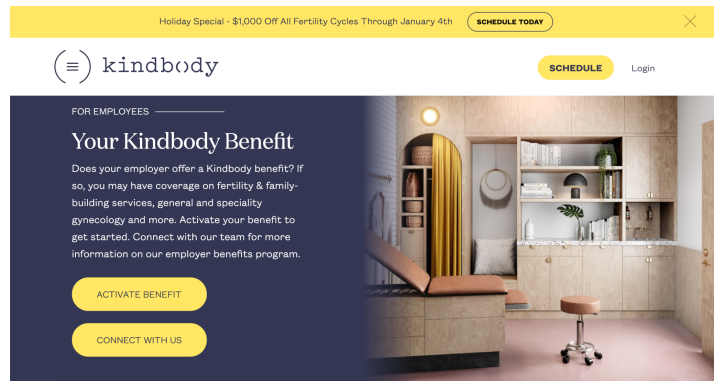 Holiday Special - $1,000 Off All Fertility Cycles Through January 4th
SCHEDULE TODAY
kindbody
SCHEDULE
Login
FOR EMPLOYEES
Your Kindbody Benefit
Does your employer offer a Kindbody benefit? If
so, you may have coverage on fertility & family-
building services, general and speciality
gynecology and more. Activate your benefit to
get started. Connect with our team for more
information on our employer benefits program.
ACTIVATE BENEFIT
CONNECT WITH US